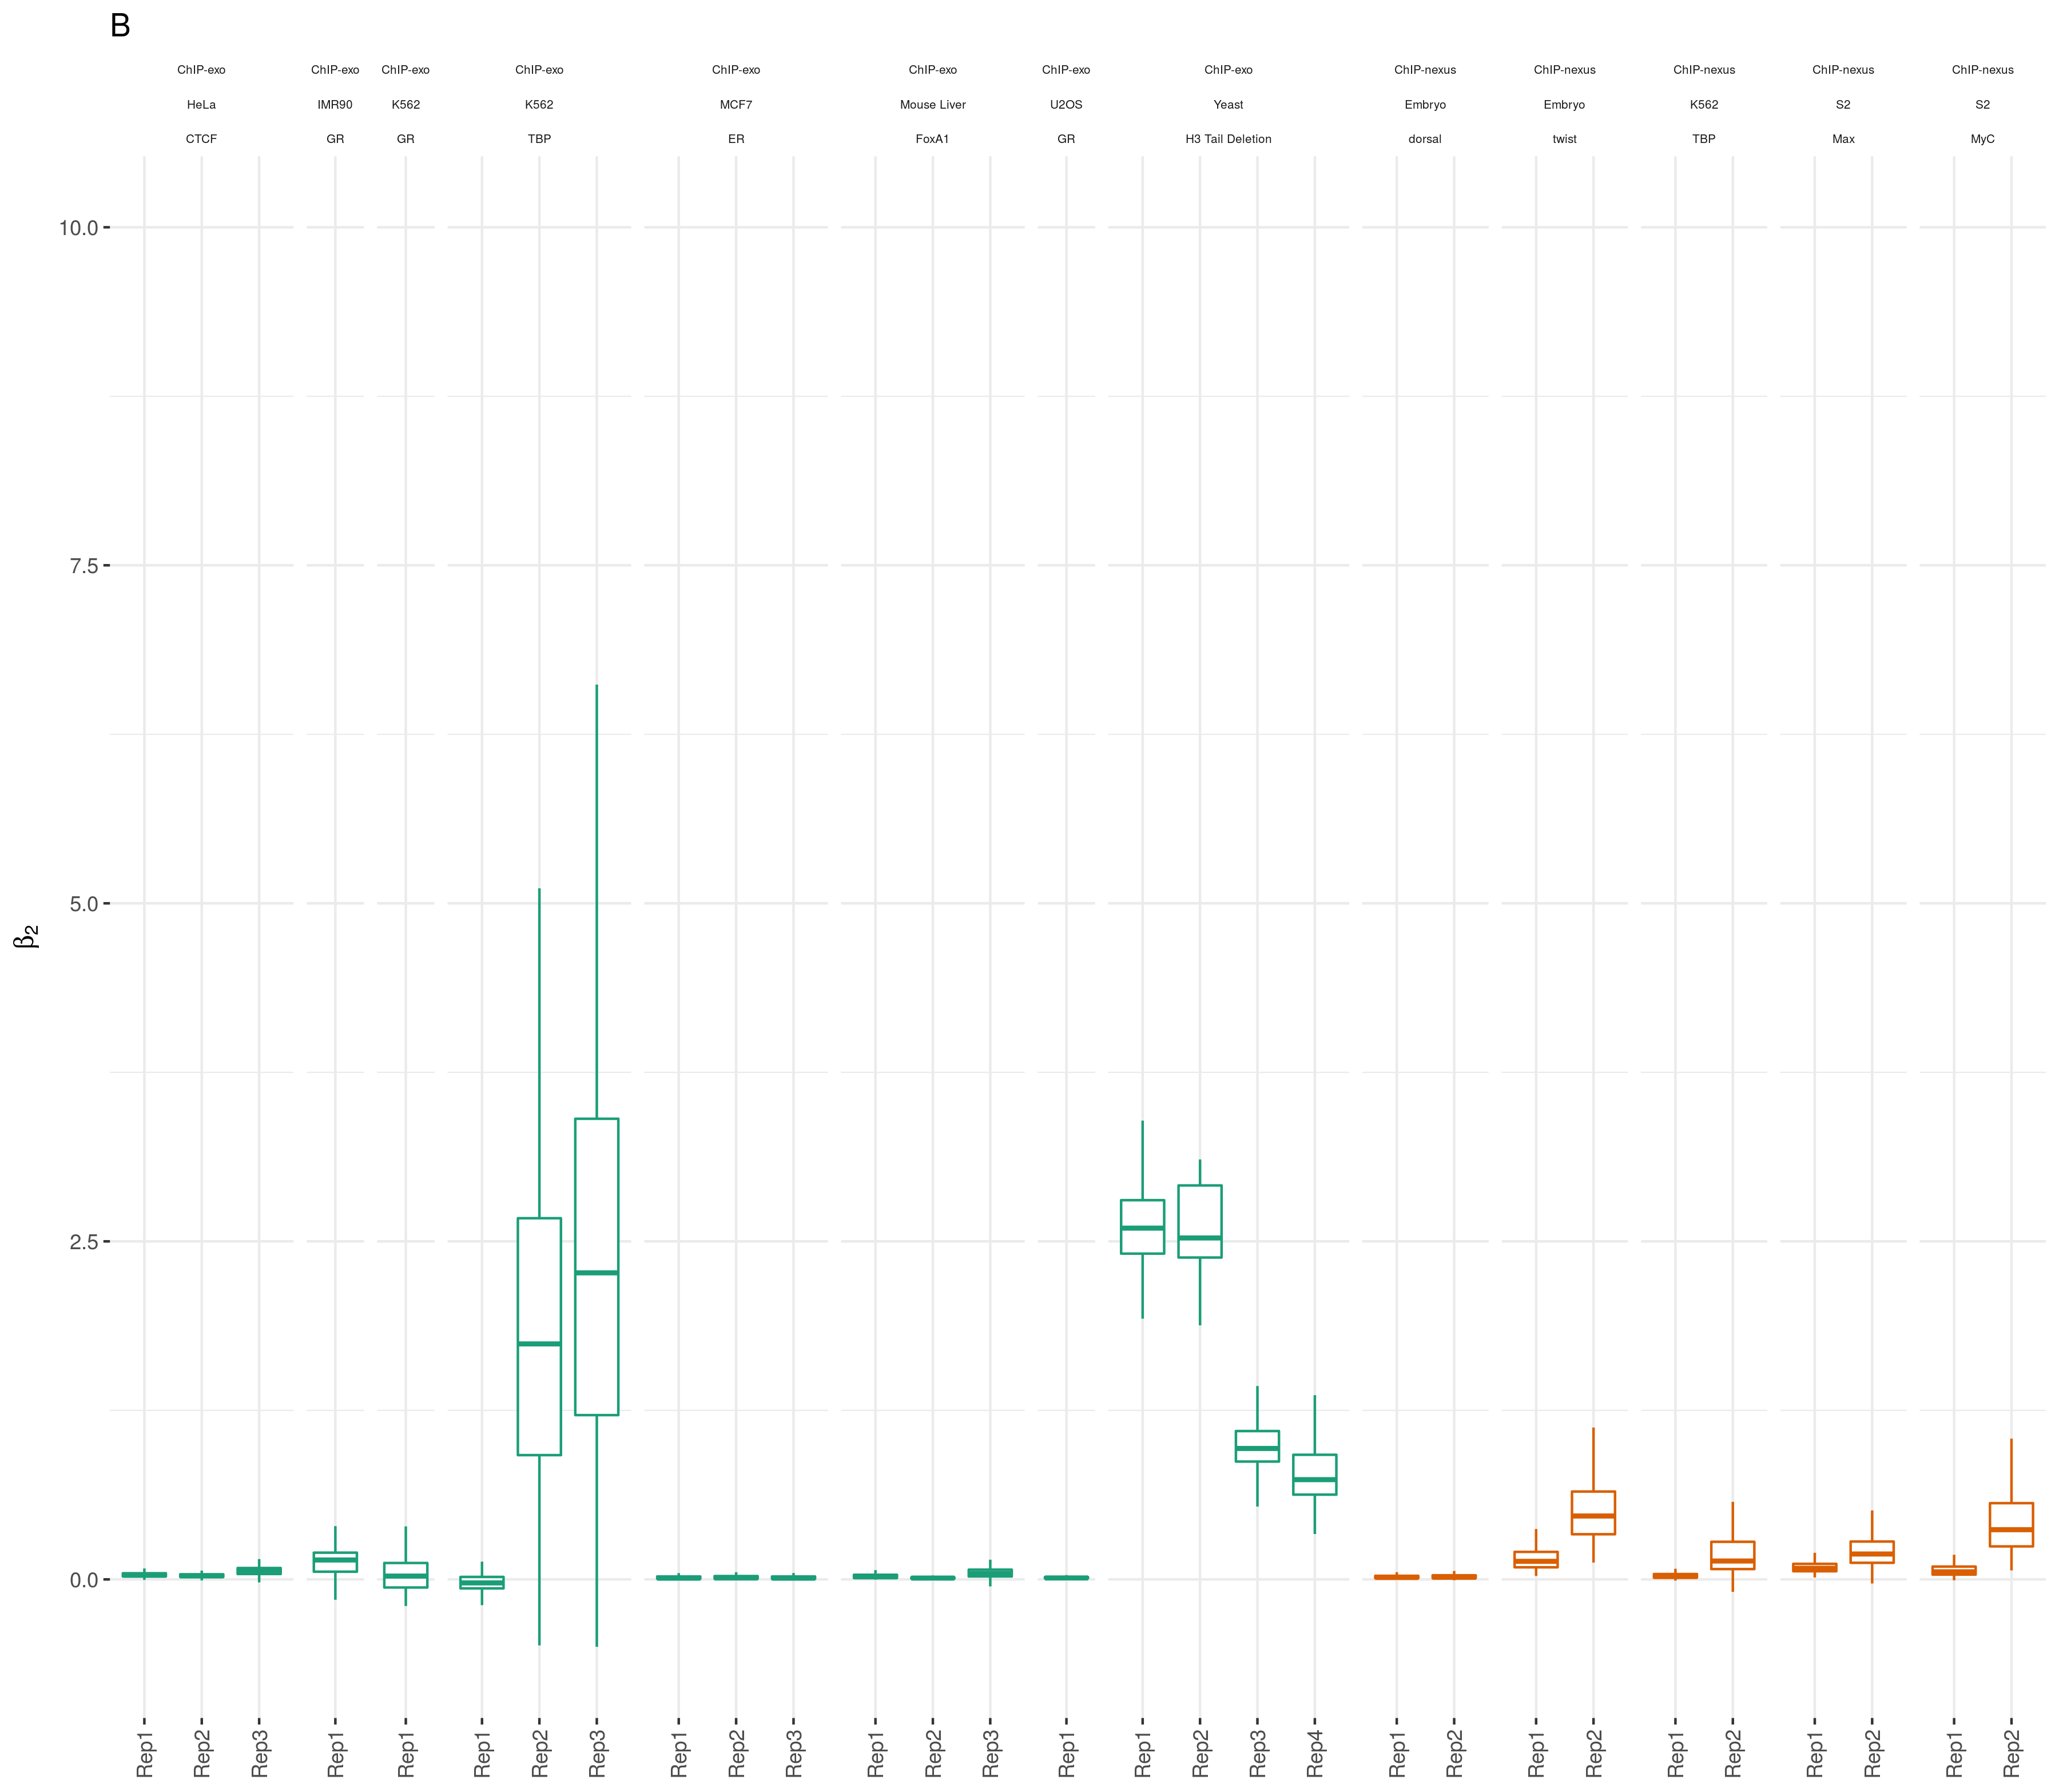 B
ChIP-exo ChIP-exo ChIP-exo ChIP-exo ChIP-exo ChIP-exo ChIP-exo ChIP-exo ChIP-nexus ChIP-nexus ChIP-nexus ChIP-nexus ChIP-nexus
HeLa IMR90 K562 K562 MCF7 Mouse Liver U2OS Yeast Embryo Embryo K562 S2 S2
CTCF GR GR TBP ER FoxA1 GR H3 Tail Deletion dorsal twist TBP Max MyC
10.0
7.5
5.0
2.5
0.0
β2
Rep1 Rep2 Rep3 Rep1 Rep1 Rep1 Rep2 Rep3 Rep1 Rep2 Rep3 Rep1 Rep2 Rep3 Rep1 Rep1 Rep2 Rep3 Rep4 Rep1 Rep2 Rep1 Rep2 Rep1 Rep2 Rep1 Rep2 Rep1 Rep2